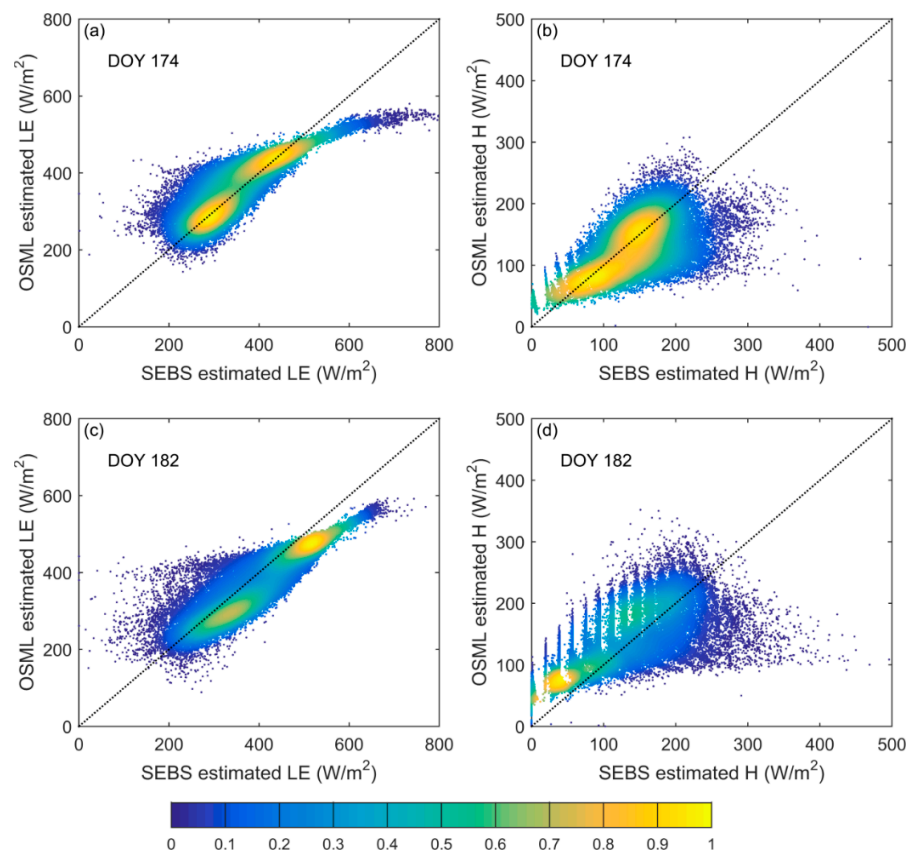 (a)
DOY 174
OSML estimated LE (W/m²)
800
600
400
200
0
0 200 400 600 800
SEBS estimated LE (W/m²)
(b)
DOY 174
OSML estimated H (W/m²)
500
400
300
200
100
0
0 100 200 300 400 500
SEBS estimated H (W/m²)
(c)
DOY 182
OSML estimated LE (W/m²)
800
600
400
200
0
0 200 400 600 800
SEBS estimated LE (W/m²)
(d)
DOY 182
OSML estimated H (W/m²)
500
400
300
200
100
0
0 100 200 300 400 500
SEBS estimated H (W/m²)
0 0.1 0.2 0.3 0.4 0.5 0.6 0.7 0.8 0.9 1